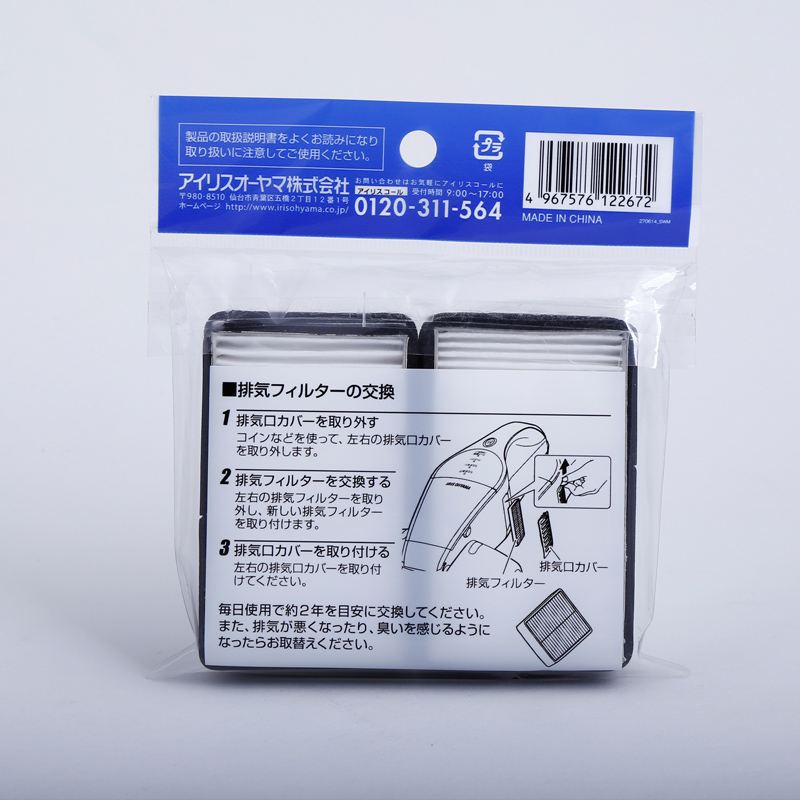 製品の取扱説明書をよくお読みになり
取り扱いに注意してご使用ください。
プラ
袋
アイリスオーヤマ株式会社
〒980-8510 仙台市青葉区五橋2丁目12番1号
ホームページ http://www.irisohyama.co.jp/
お問い合わせはお気軽にアイリスコールに
アイリスコール 受付時間 9:00～17:00
0120-311-564
4 967576 122672
MADE IN CHINA
270614_SWM
■排気フィルターの交換
1 排気口カバーを取り外す
コインなどを使って、左右の排気口カバー
を取り外します。
2 排気フィルターを交換する
左右の排気フィルターを取り
外し、新しい排気フィルター
を取り付けます。
3 排気口カバーを取り付ける
左右の排気口カバーを取り付
けてください。
排気口カバー
排気フィルター
毎日使用で約2年を目安に交換してください。
また、排気が悪くなったり、臭いを感じるように
なったらお取替えください。